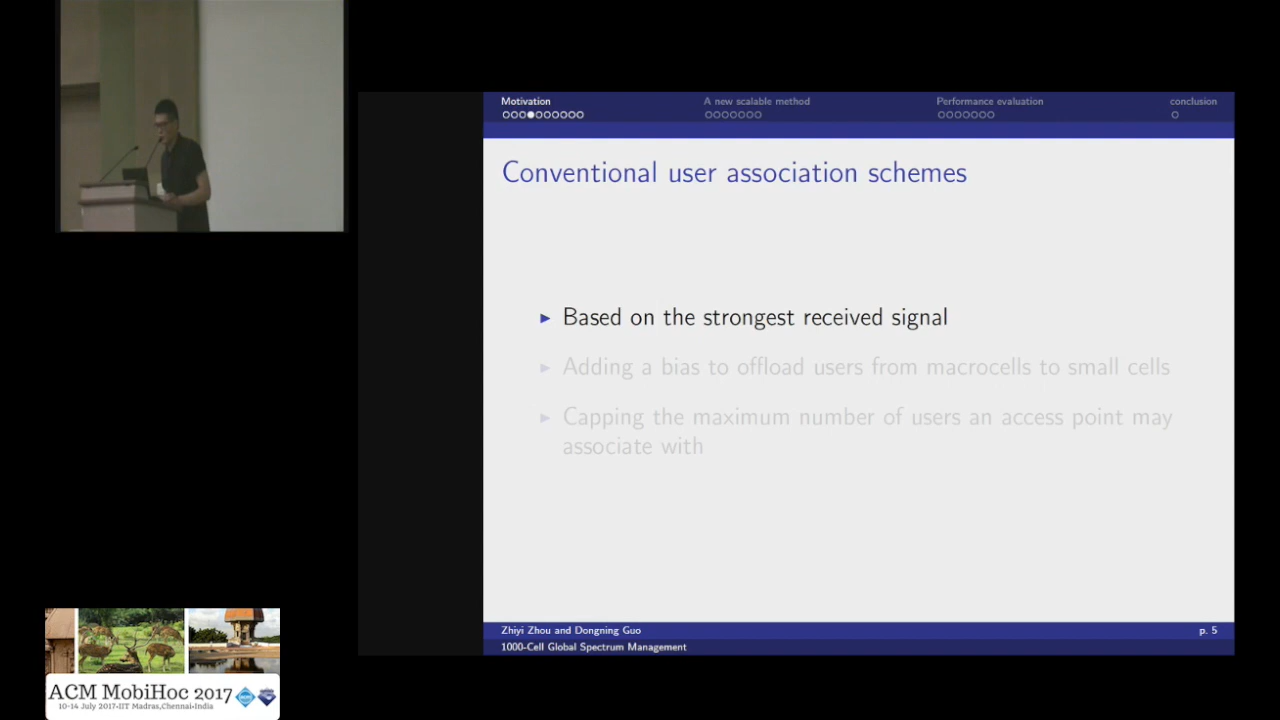 Motivation
A new scalable method
Performance evaluation
conclusion
Conventional user association schemes
Based on the strongest received signal
Adding a bias to offload users from macrocells to small cells
Capping the maximum number of users an access point may
associate with
Zhiyi Zhou and Dongning Guo
p. 5
1000-Cell Global Spectrum Management
ACM MobiHoc 2017
10-14 July 2017-IIT Madras,Chennai-India